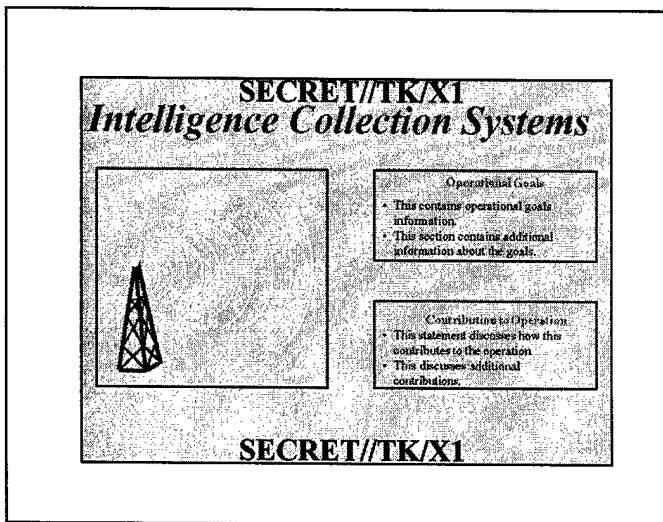 SECRET//TK/X1
Intelligence Collection Systems
Operational Goals
• This contains operational goals
information.
• This section contains additional
information about the goals.
Contribution to Operation
• This statement discusses how this
contributes to the operation
• This discusses additional
contributions.
SECRET//TK/X1